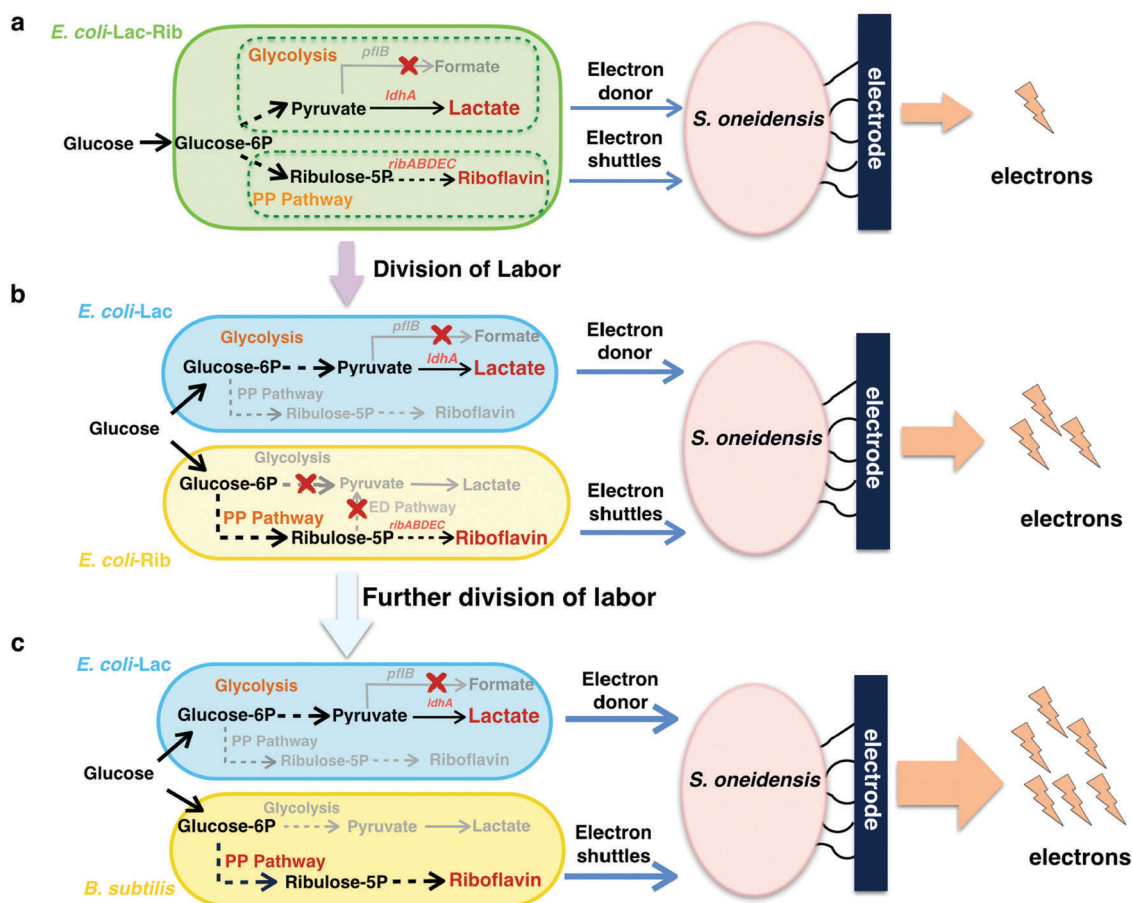 a
E. coli-Lac-Rib
Glycolysis
pflB
Formate
Pyruvate
ldhA
Lactate
Glucose
Glucose-6P
Ribulose-5P
ribABDEC
Riboflavin
PP Pathway
Electron
donor
Electron
shuttles
S. oneidensis
electrode
electrons
Division of Labor
b
E. coli-Lac
Glycolysis
pflB
Formate
Glucose-6P
Pyruvate
ldhA
Lactate
PP Pathway
Ribulose-5P
Riboflavin
Glucose
Glycolysis
Glucose-6P
Pyruvate
Lactate
PP Pathway
ED Pathway
Ribulose-5P
ribABDEC
Riboflavin
E. coli-Rib
Electron
donor
Electron
shuttles
S. oneidensis
electrode
electrons
Further division of labor
c
E. coli-Lac
Glycolysis
pflB
Formate
Glucose-6P
Pyruvate
ldhA
Lactate
PP Pathway
Ribulose-5P
Riboflavin
Glucose
Glycolysis
Glucose-6P
Pyruvate
Lactate
PP Pathway
Ribulose-5P
Riboflavin
B. subtilis
Electron
donor
Electron
shuttles
S. oneidensis
electrode
electrons